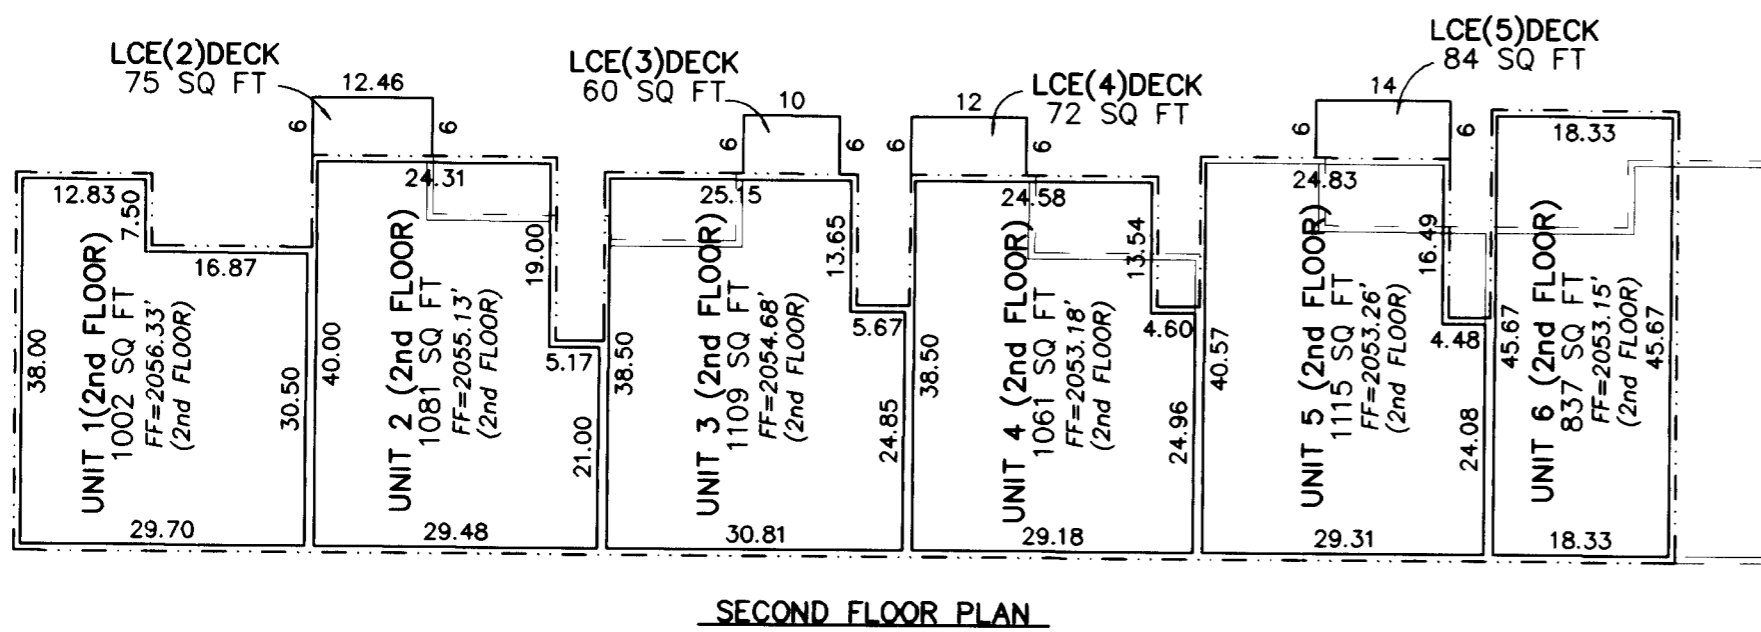 LCE(2)DECK
75 SQ FT
12.46
6
6
LCE(3)DECK
60 SQ FT
10
6
6
LCE(4)DECK
72 SQ FT
12
6
6
LCE(5)DECK
84 SQ FT
14
6
6
12.83
7.50
16.87
38.00
30.50
29.70
UNIT 1(2nd FLOOR)
1002 SQ FT
FF=2056.33'
(2nd FLOOR)
24.31
19.00
5.17
40.00
21.00
29.48
UNIT 2 (2nd FLOOR)
1081 SQ FT
FF=2055.13'
(2nd FLOOR)
25.15
13.65
5.67
38.50
24.85
30.81
UNIT 3 (2nd FLOOR)
1109 SQ FT
FF=2054.68'
(2nd FLOOR)
24.58
13.54
4.60
38.50
24.96
29.18
UNIT 4 (2nd FLOOR)
1061 SQ FT
FF=2053.18'
(2nd FLOOR)
24.83
16.49
4.48
40.57
24.08
29.31
UNIT 5 (2nd FLOOR)
1115 SQ FT
FF=2053.26'
(2nd FLOOR)
18.33
45.67
45.67
18.33
UNIT 6 (2nd FLOOR)
837 SQ FT
FF=2053.15'
(2nd FLOOR)
SECOND FLOOR PLAN